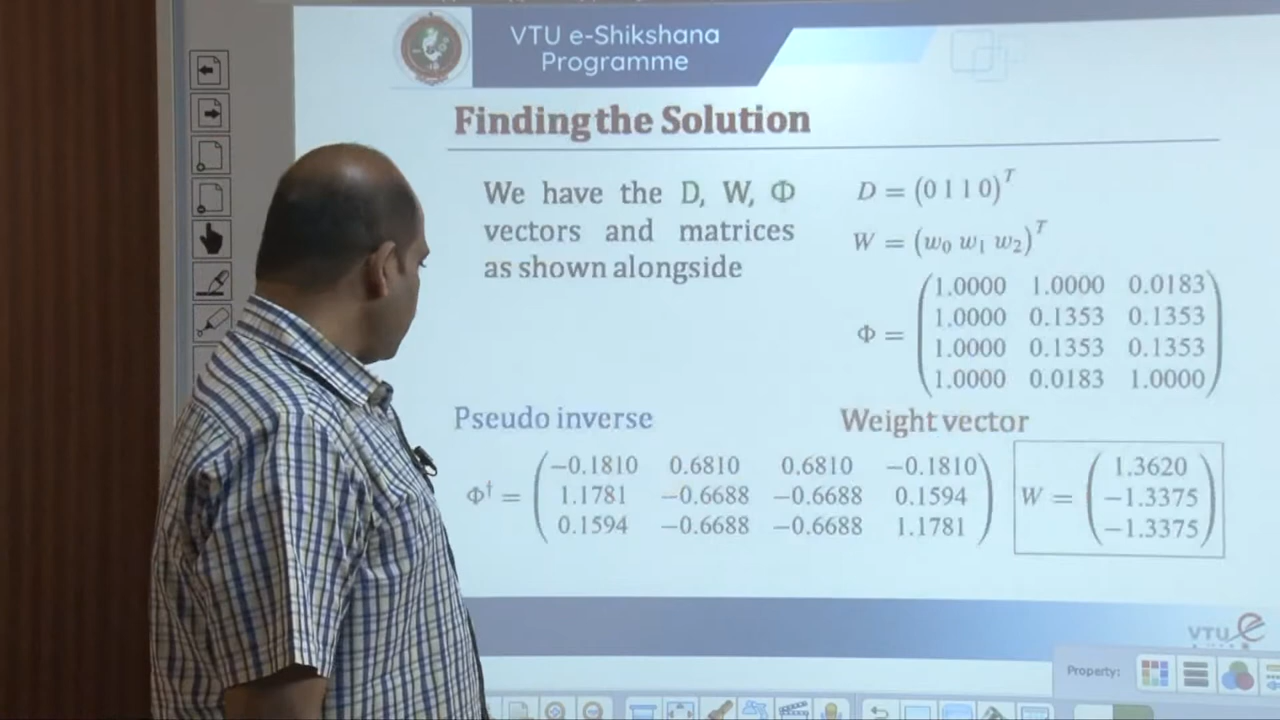 VTU e-Shikshana
Programme
Finding the Solution
We have the D, W, Φ
vectors and matrices
as shown alongside
D = (0 1 1 0)ᵀ
W = (w₀ w₁ w₂)ᵀ
Φ =
1.0000 1.0000 0.0183
1.0000 0.1353 0.1353
1.0000 0.1353 0.1353
1.0000 0.0183 1.0000
Pseudo inverse
Φ† =
−0.1810 0.6810 0.6810 −0.1810
1.1781 −0.6688 −0.6688 0.1594
0.1594 −0.6688 −0.6688 1.1781
Weight vector
W =
1.3620
−1.3375
−1.3375
VTU e
Property: